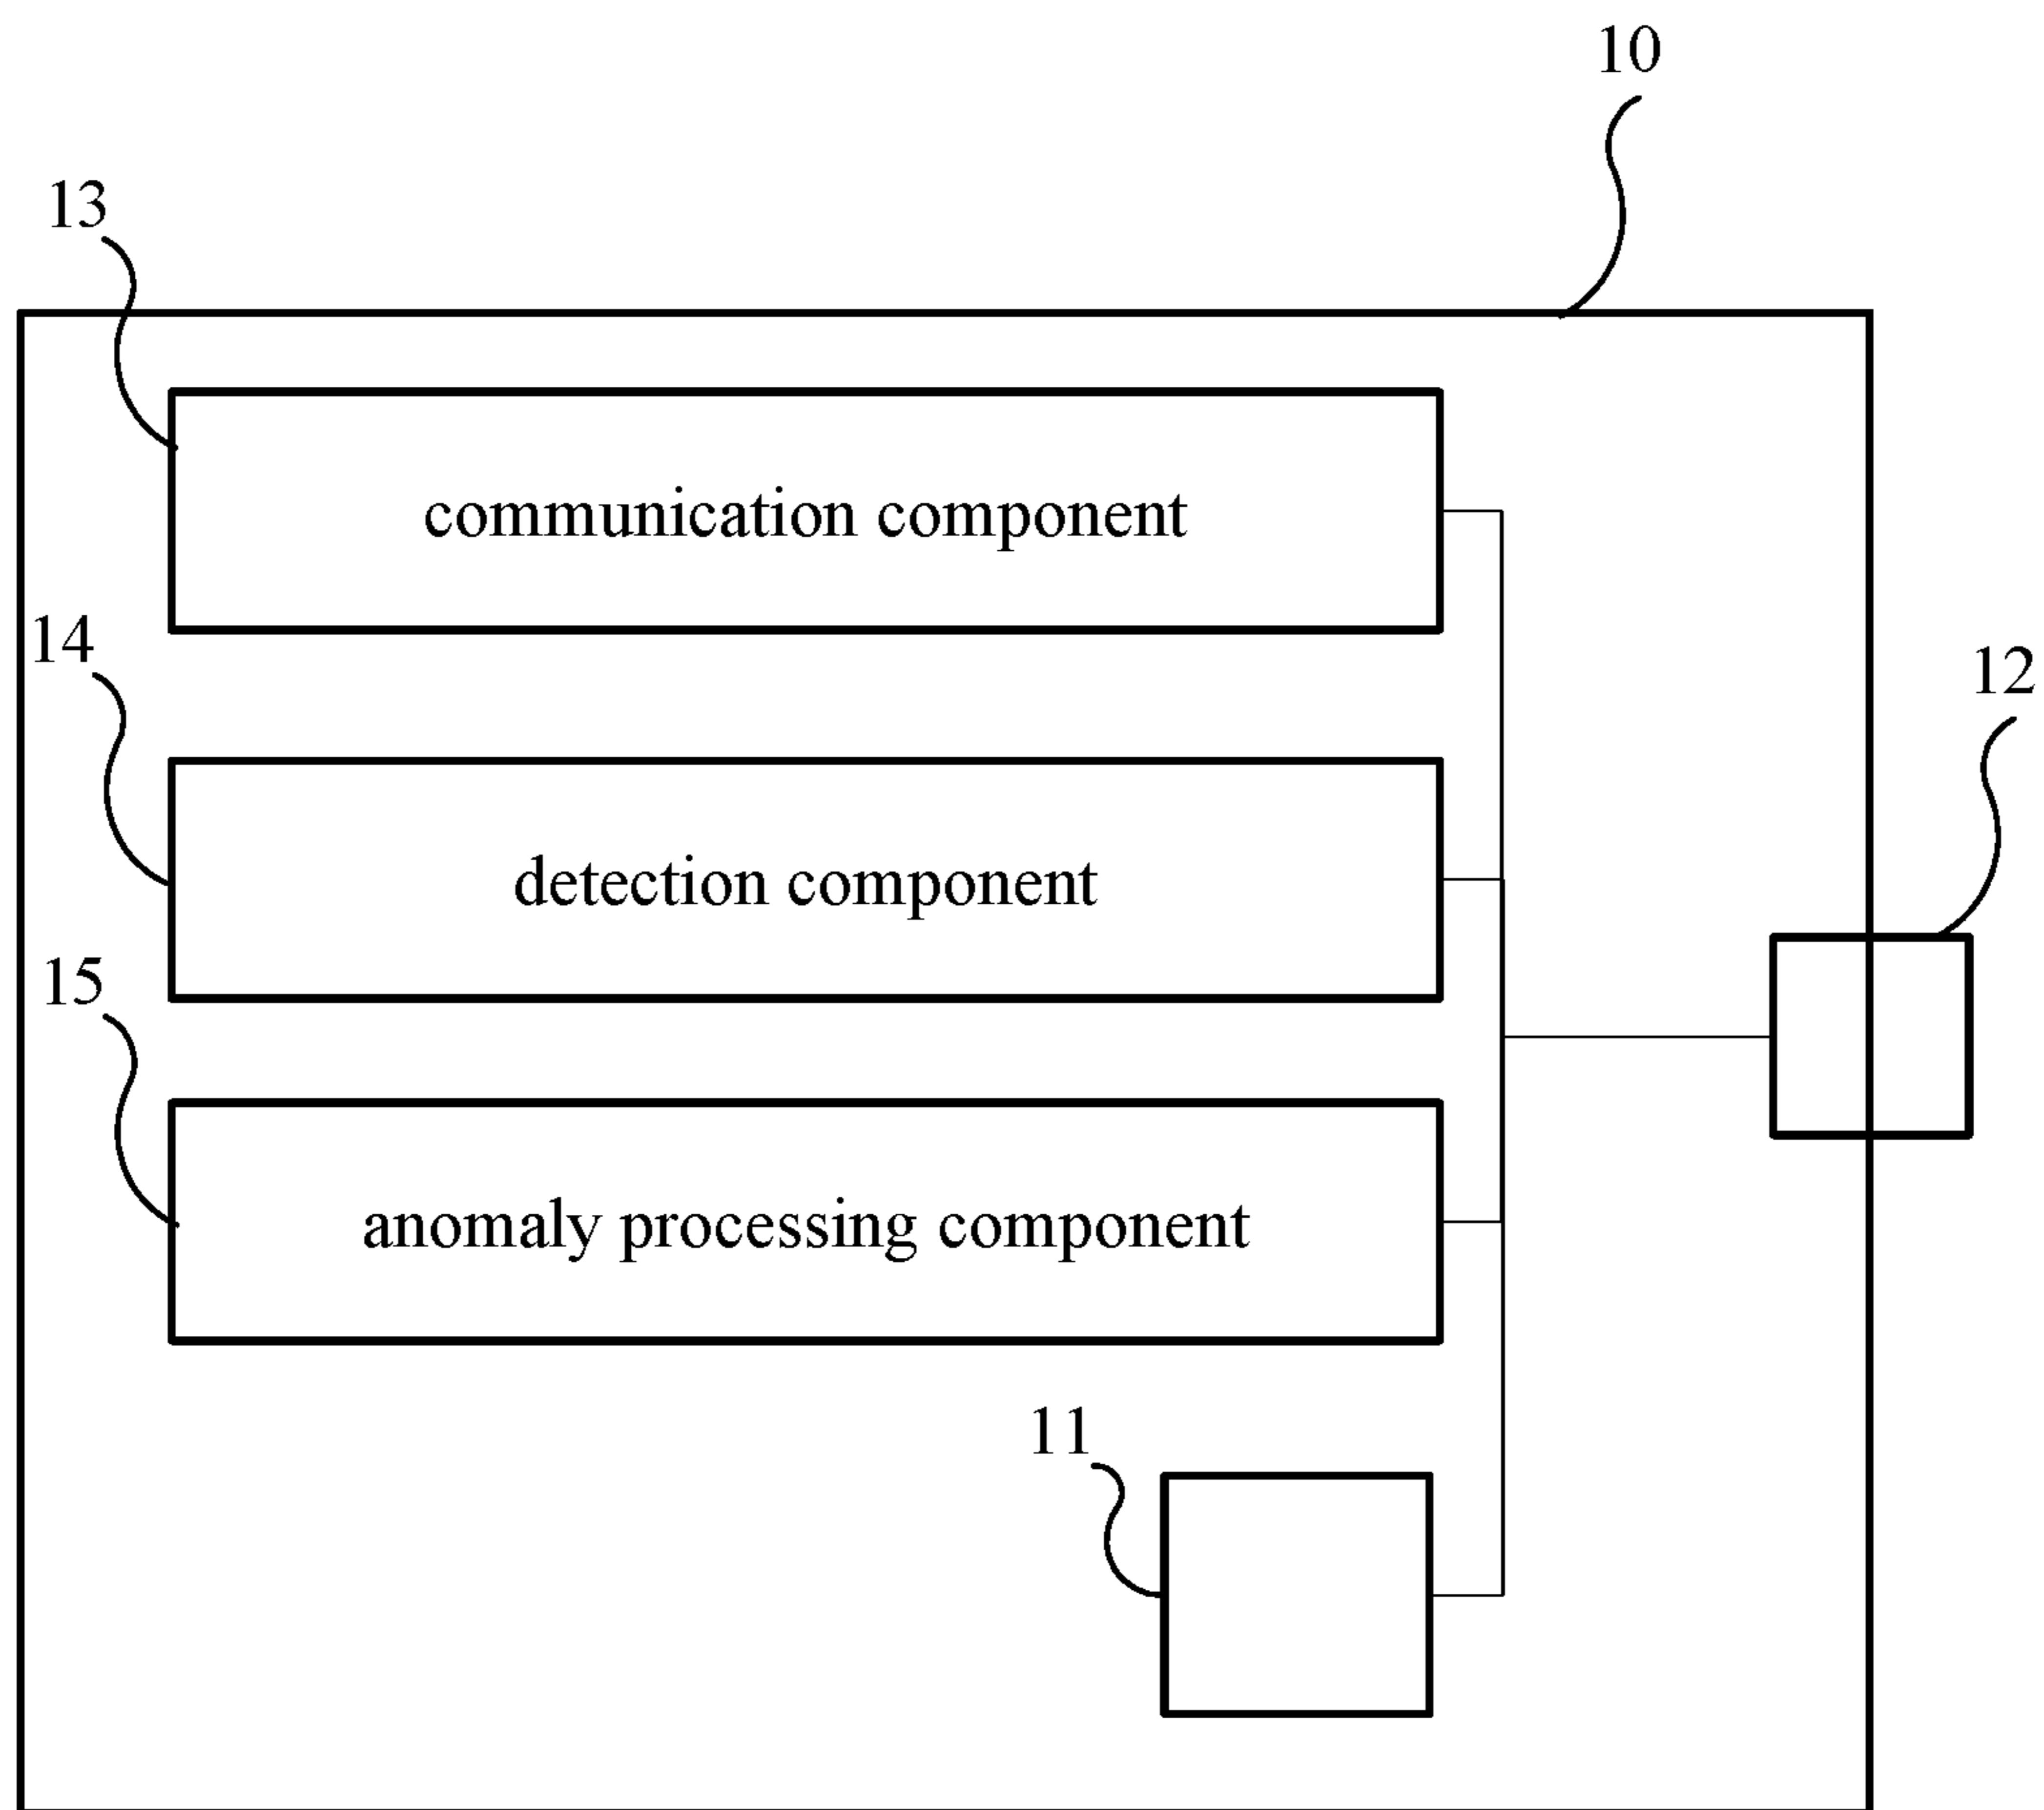 10
13
communication component
14
12
detection component
15
anomaly processing component
11